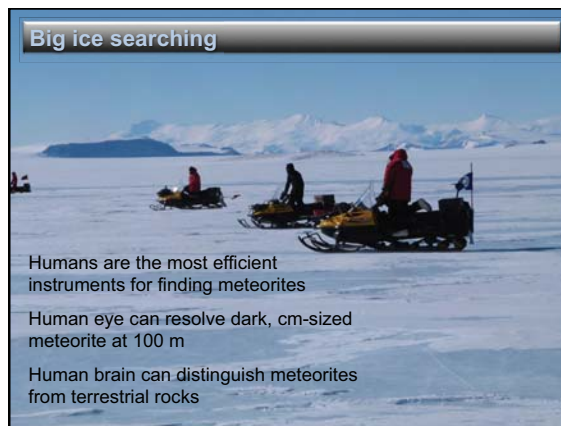 Big ice searching
Humans are the most efficient
instruments for finding meteorites
Human eye can resolve dark, cm-sized
meteorite at 100 m
Human brain can distinguish meteorites
from terrestrial rocks